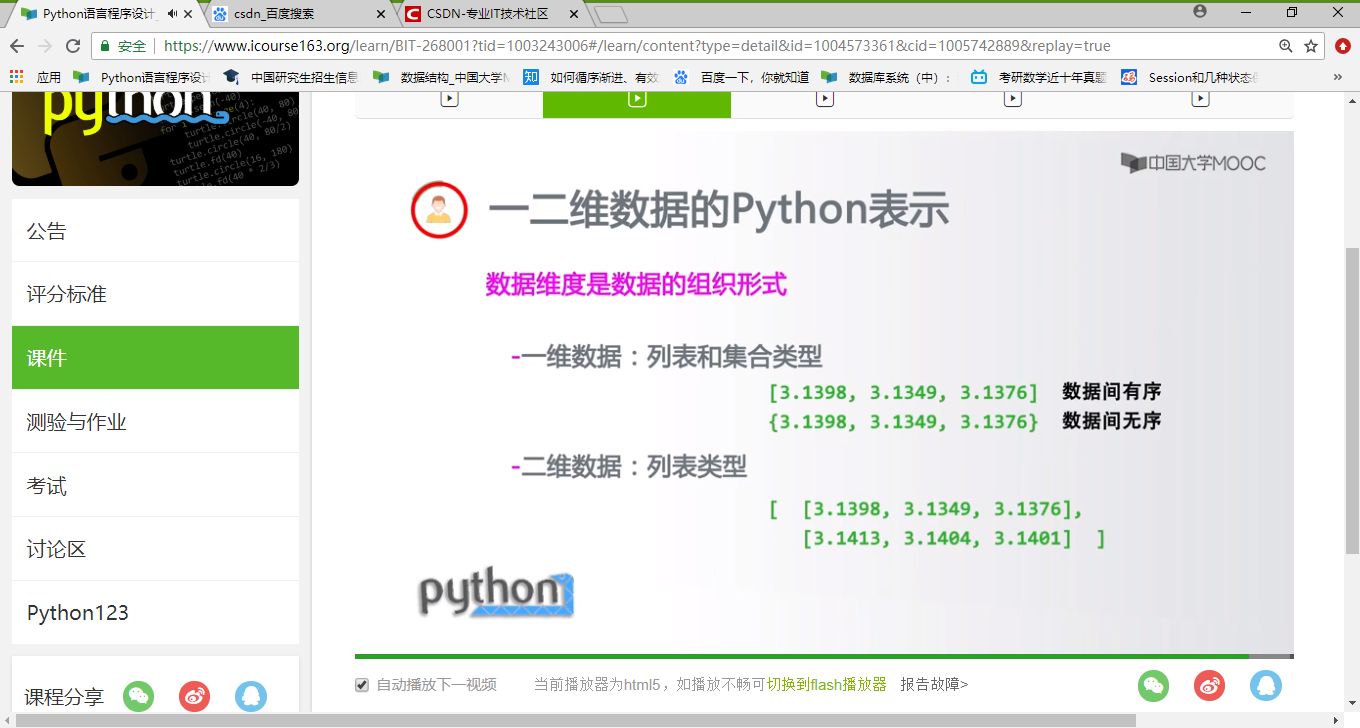 Python语言程序设计_
csdn_百度搜索
CSDN-专业IT技术社区
安全
https://www.icourse163.org/learn/BIT-268001?tid=1003243006#/learn/content?type=detail&id=1004573361&cid=1005742889&replay=true
应用
Python语言程序设计
中国研究生招生信息
数据结构_中国大学M
知
如何循序渐进、有效
百度一下，你就知道
数据库系统（中）:
考研数学近十年真题
Session和几种状态
python
公告
评分标准
课件
测验与作业
考试
讨论区
Python123
课程分享
中国大学MOOC
一二维数据的Python表示
数据维度是数据的组织形式
-一维数据：列表和集合类型
[3.1398, 3.1349, 3.1376] 数据间有序
{3.1398, 3.1349, 3.1376} 数据间无序
-二维数据：列表类型
[ [3.1398, 3.1349, 3.1376],
[3.1413, 3.1404, 3.1401] ]
python
自动播放下一视频
当前播放器为html5，如播放不畅可切换到flash播放器
报告故障>